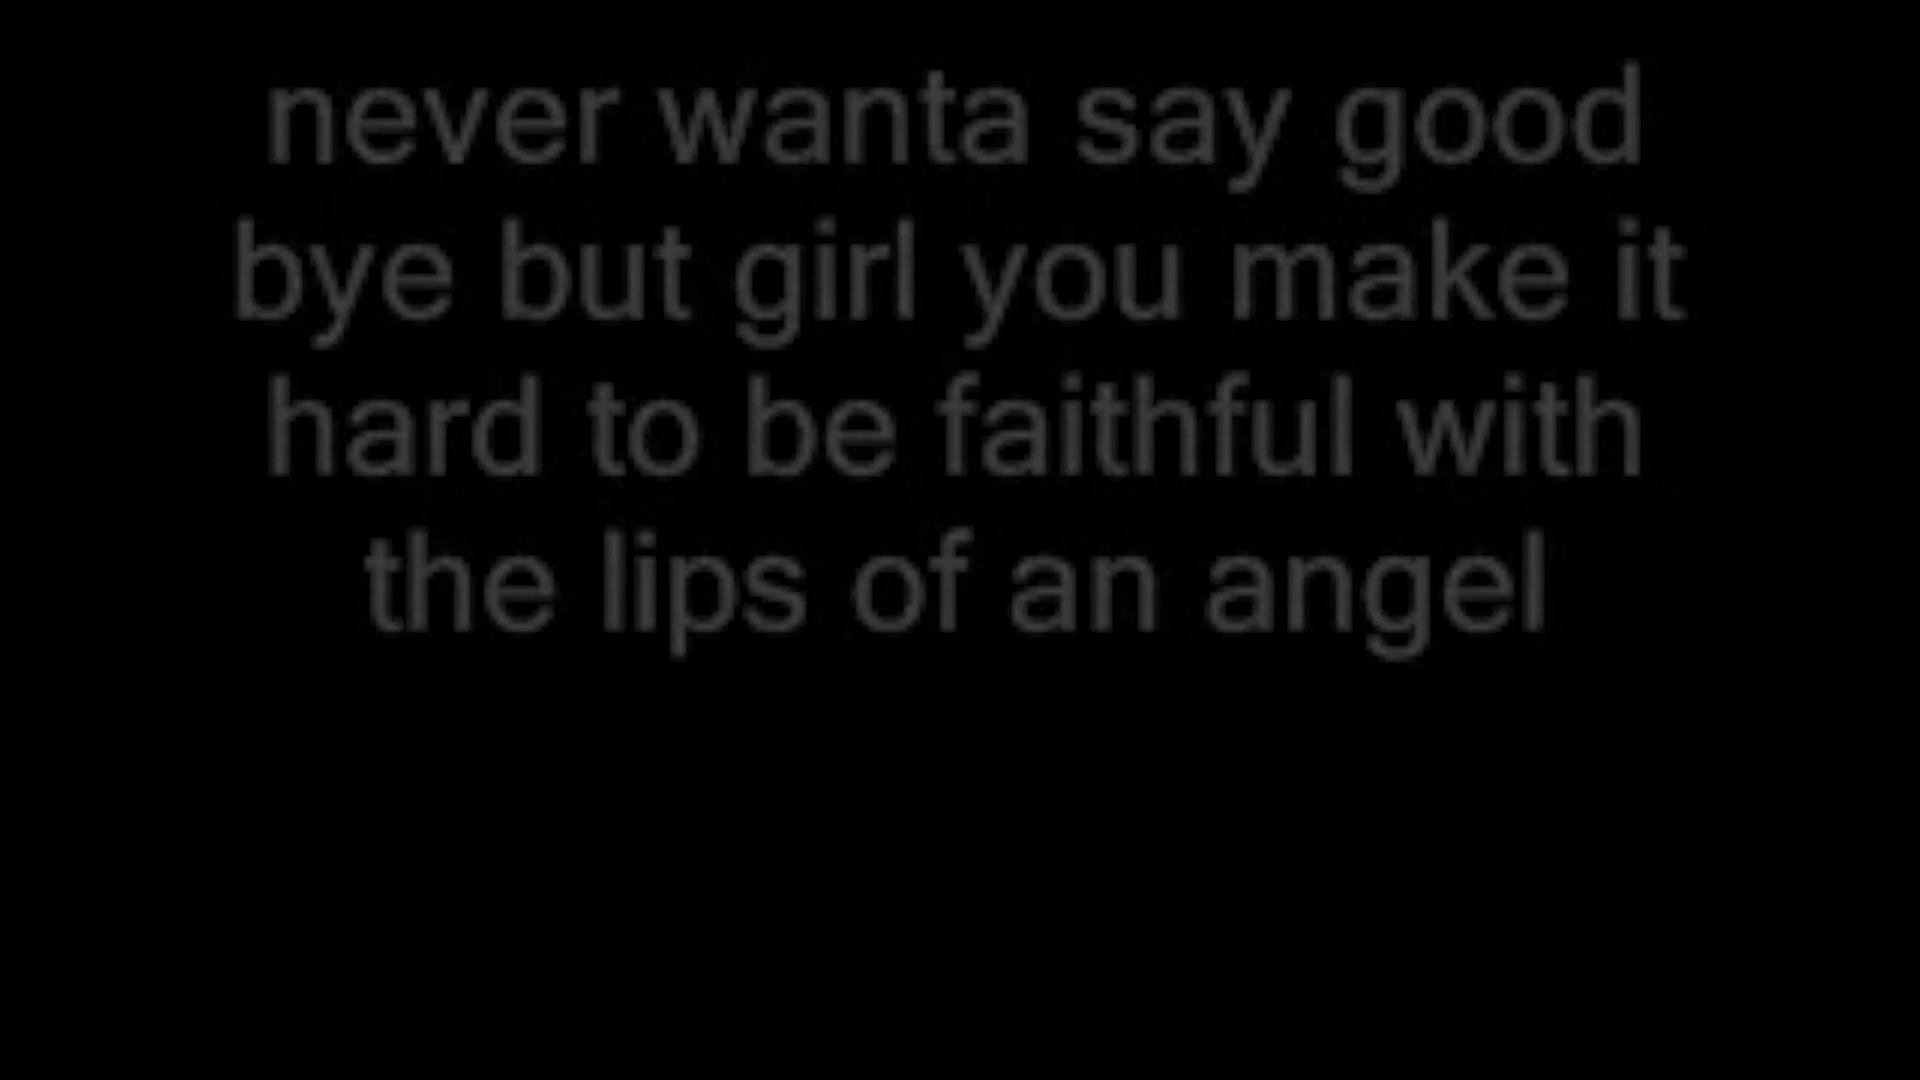 never wanta say good
bye but girl you make it
hard to be faithful with
the lips of an angel